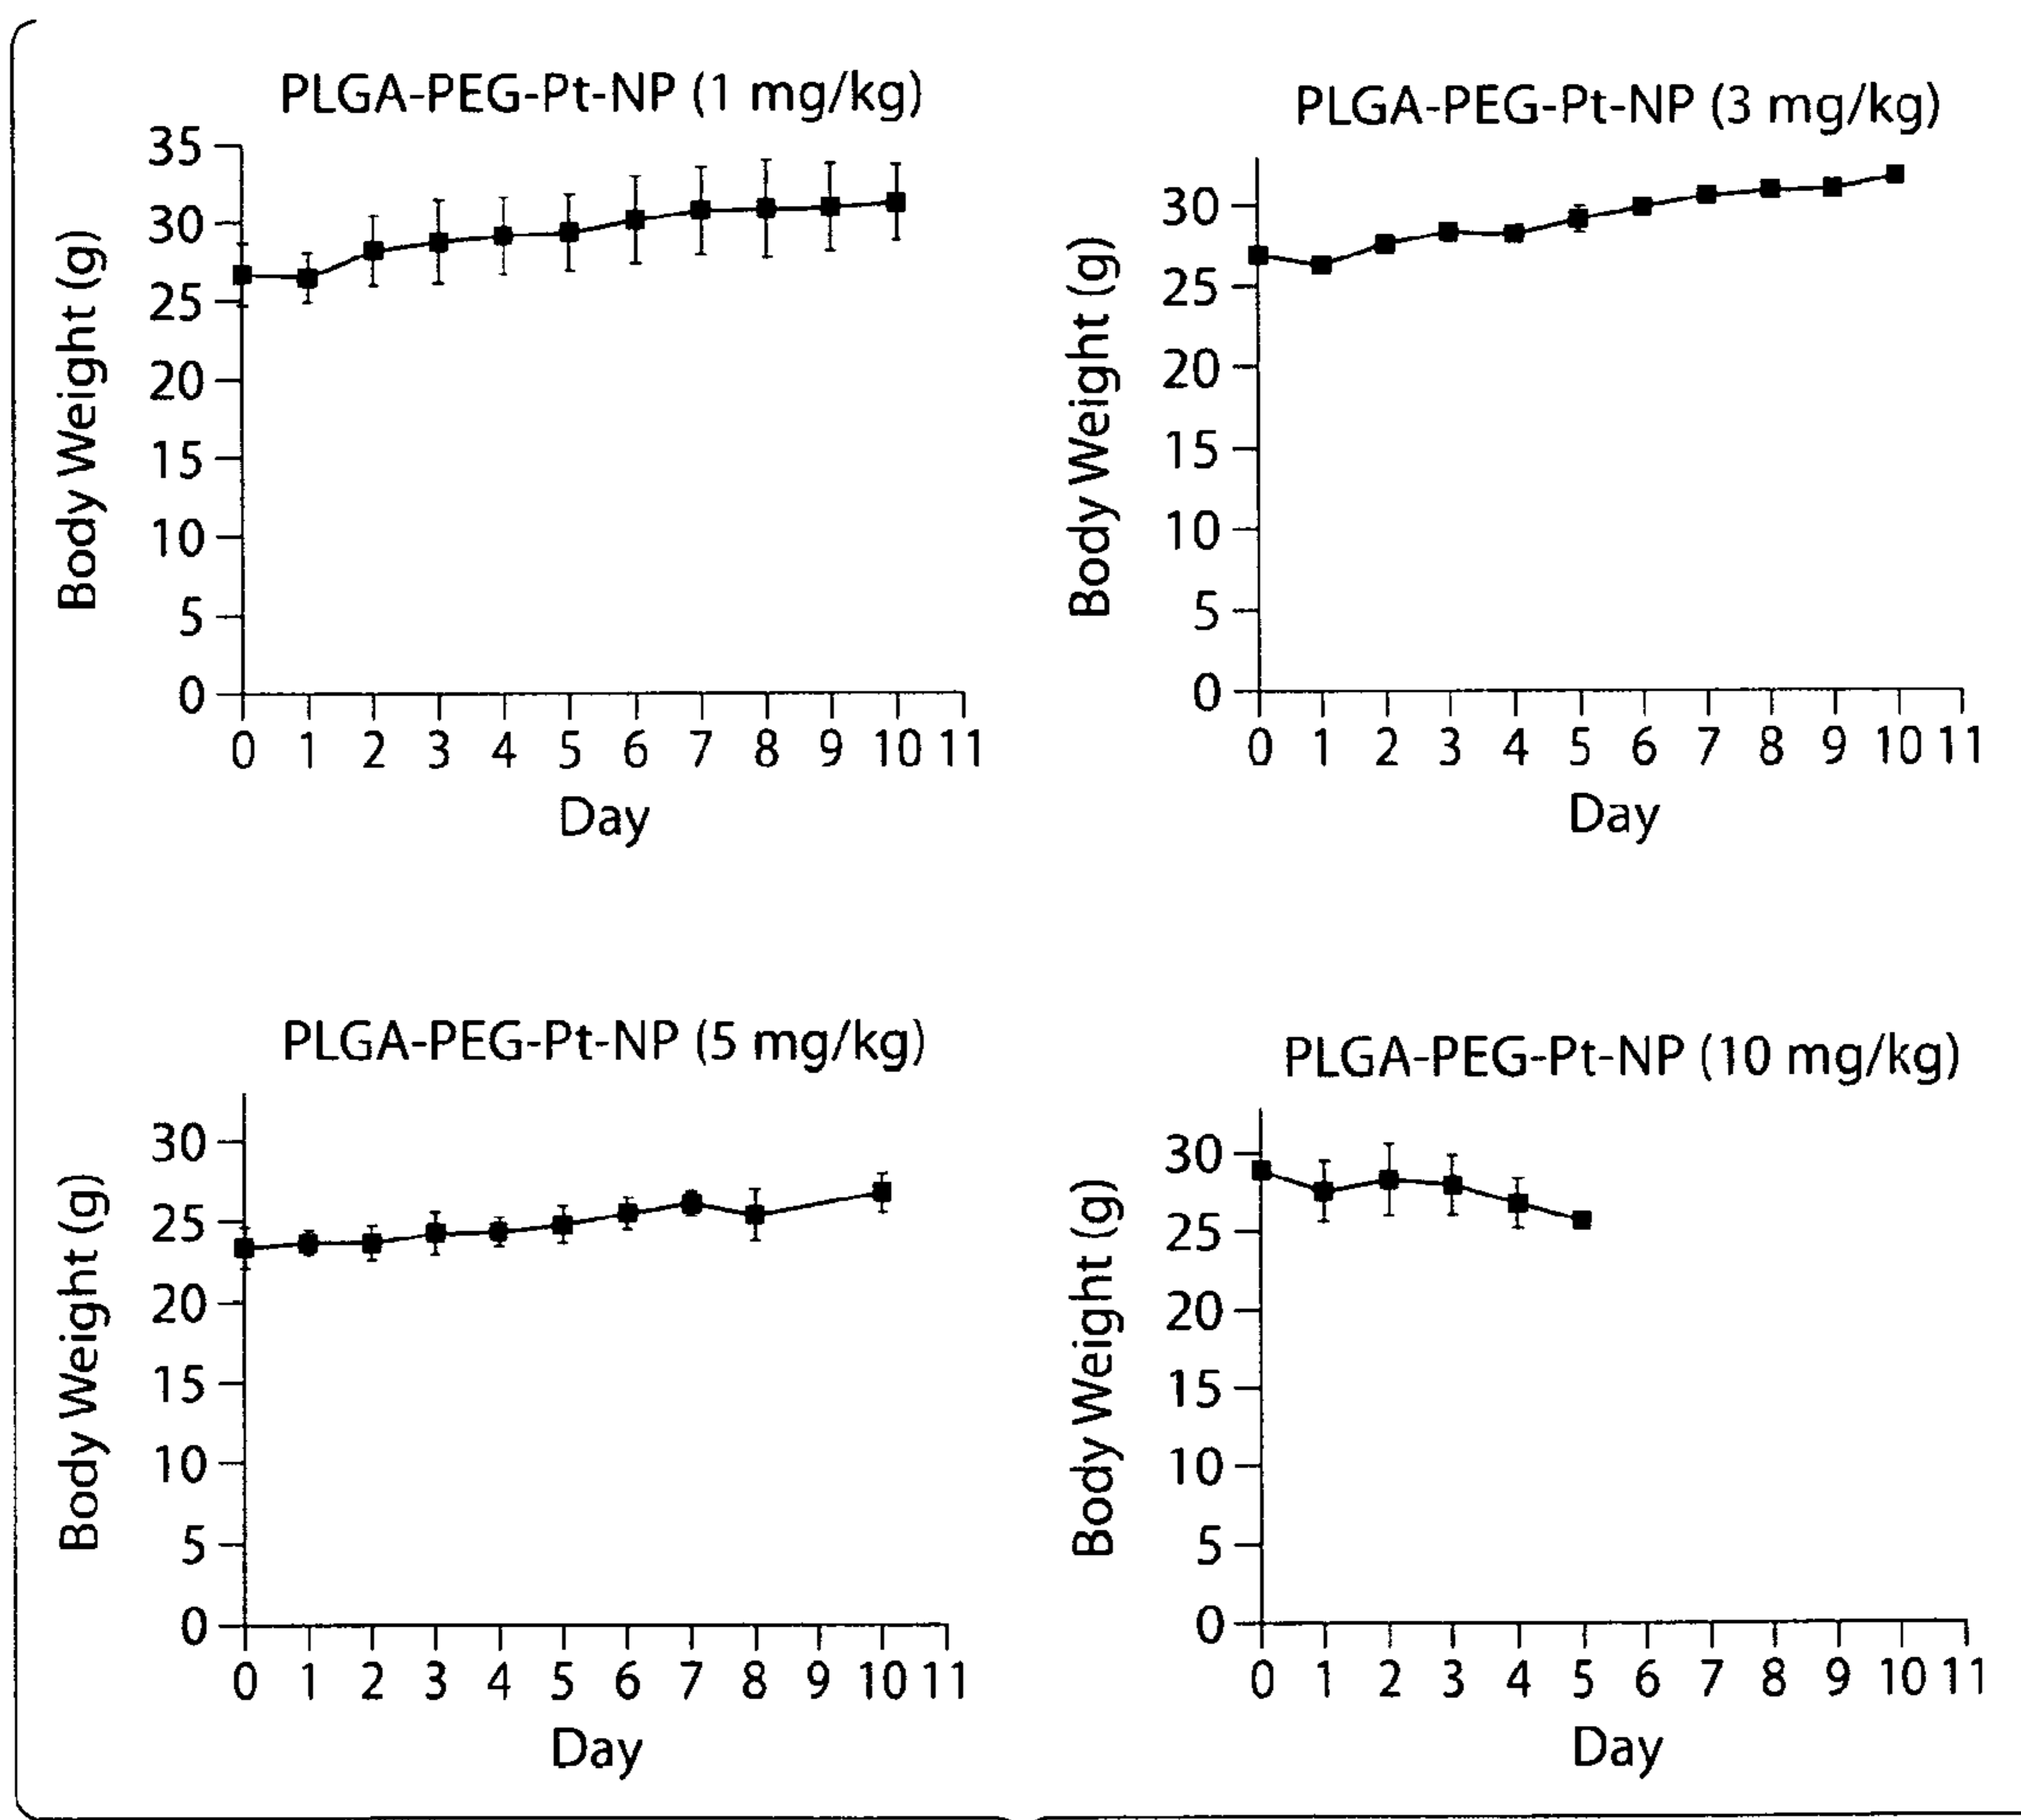 PLGA-PEG-Pt-NP (1 mg/kg)
35
30
25
20
15
10
5
0
Body Weight (g)
0 1 2 3 4 5 6 7 8 9 10 11
Day
PLGA-PEG-Pt-NP (3 mg/kg)
30
25
20
15
10
5
0
Body Weight (g)
0 1 2 3 4 5 6 7 8 9 10 11
Day
PLGA-PEG-Pt-NP (5 mg/kg)
30
25
20
15
10
5
0
Body Weight (g)
0 1 2 3 4 5 6 7 8 9 10 11
Day
PLGA-PEG-Pt-NP (10 mg/kg)
30
25
20
15
10
5
0
Body Weight (g)
0 1 2 3 4 5 6 7 8 9 10 11
Day